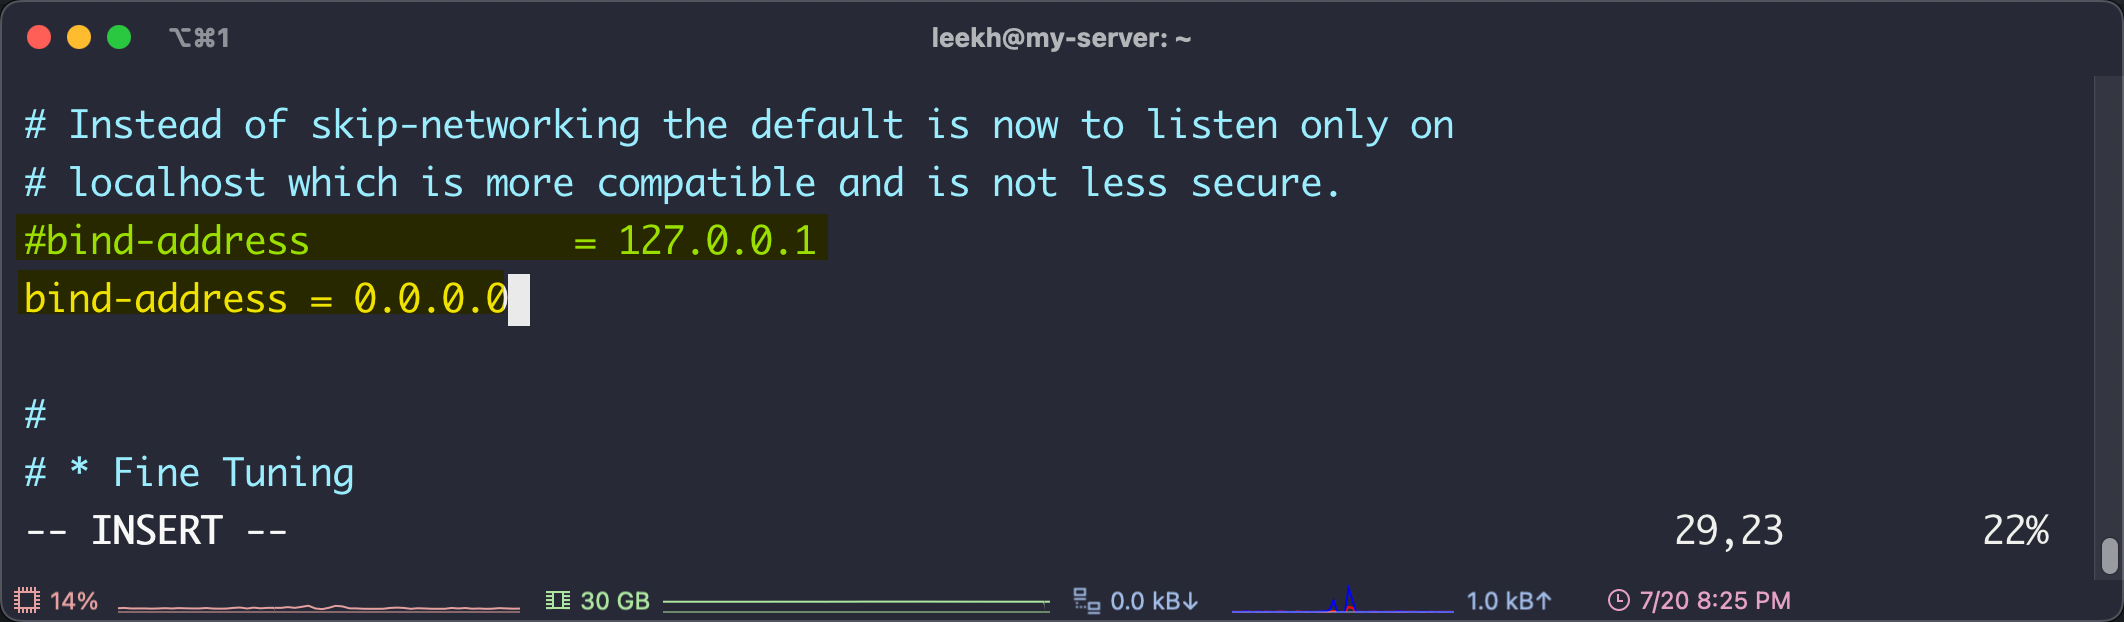 ⌥⌘1
leekh@my-server: ~
# Instead of skip-networking the default is now to listen only on
# localhost which is more compatible and is not less secure.
#bind-address            = 127.0.0.1
bind-address = 0.0.0.0
#
# * Fine Tuning
-- INSERT --
29,23
22%
14%
30 GB
0.0 kB↓
1.0 kB↑
7/20 8:25 PM